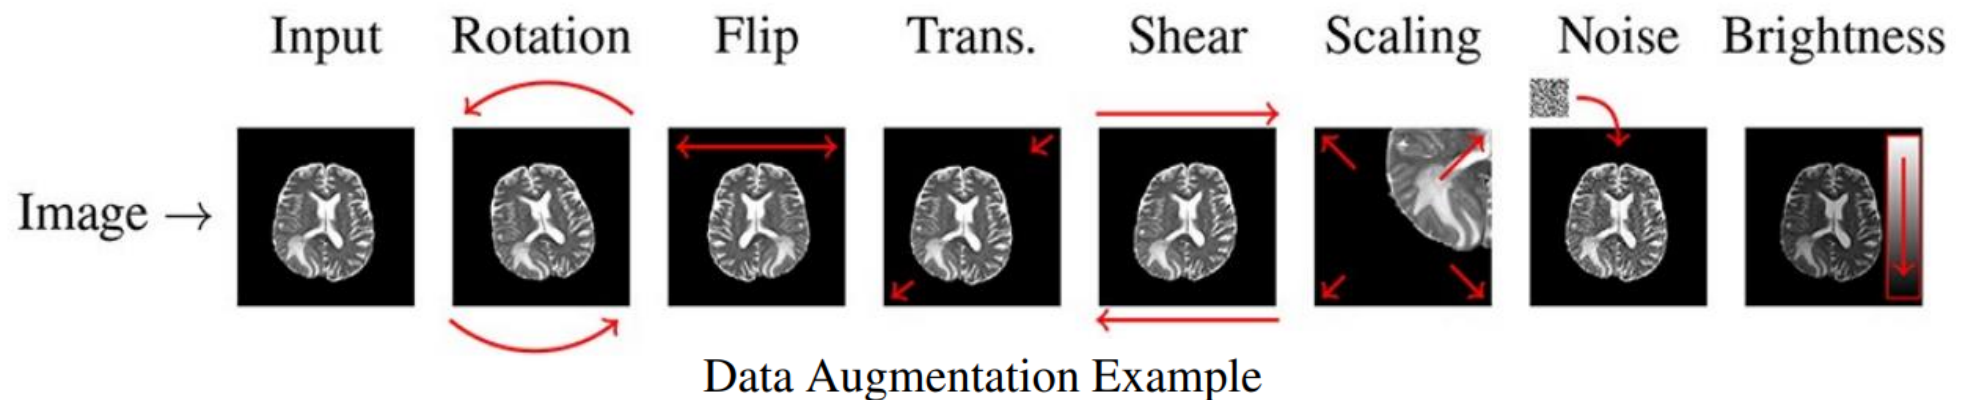 Input Rotation Flip Trans. Shear Scaling Noise Brightness
Image →
Data Augmentation Example